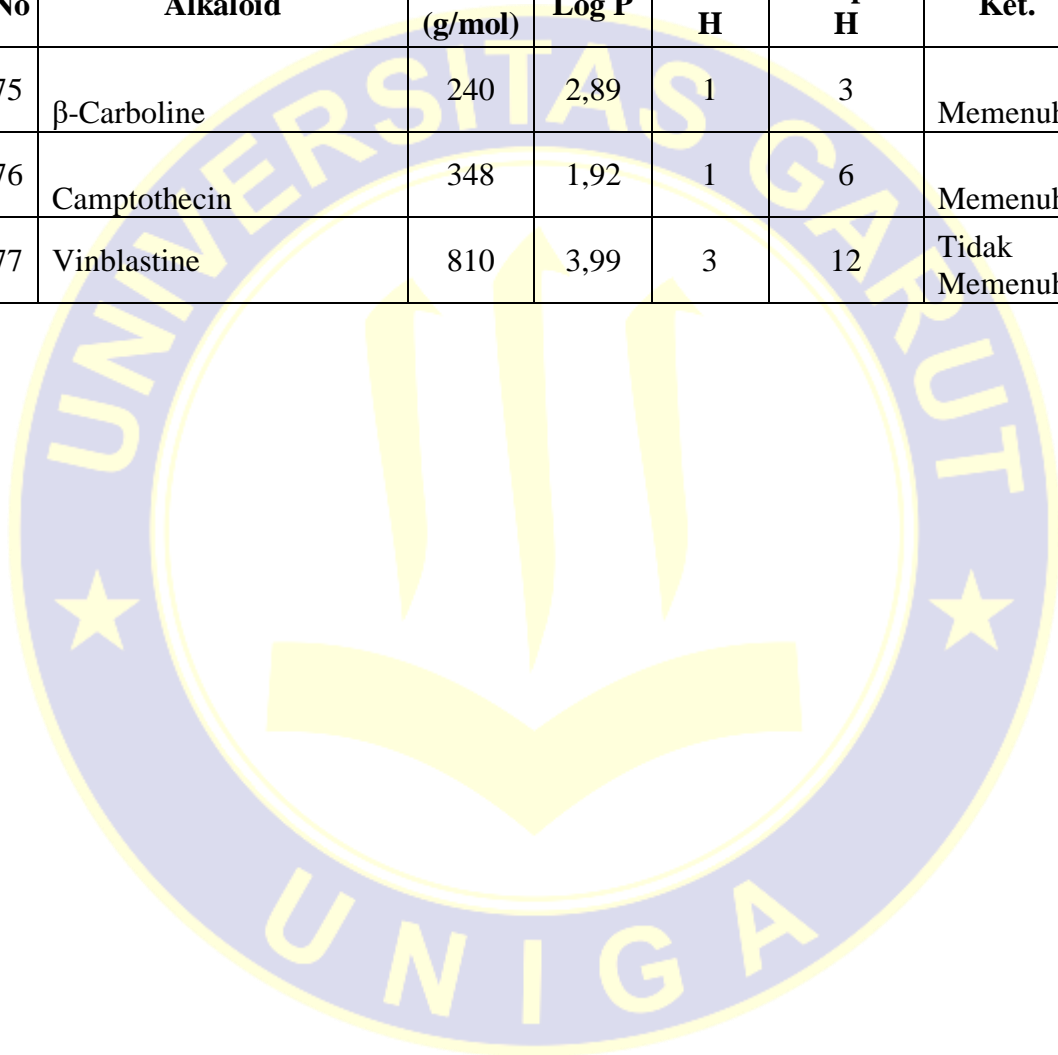 No Alkaloid (g/mol) Log P H H Ket.
75 β-Carboline 240 2,89 1 3
76 Camptothecin 348 1,92 1 6
77 Vinblastine 810 3,99 3 12 Tidak
UNIVERSITAS GARUT
UNIGA